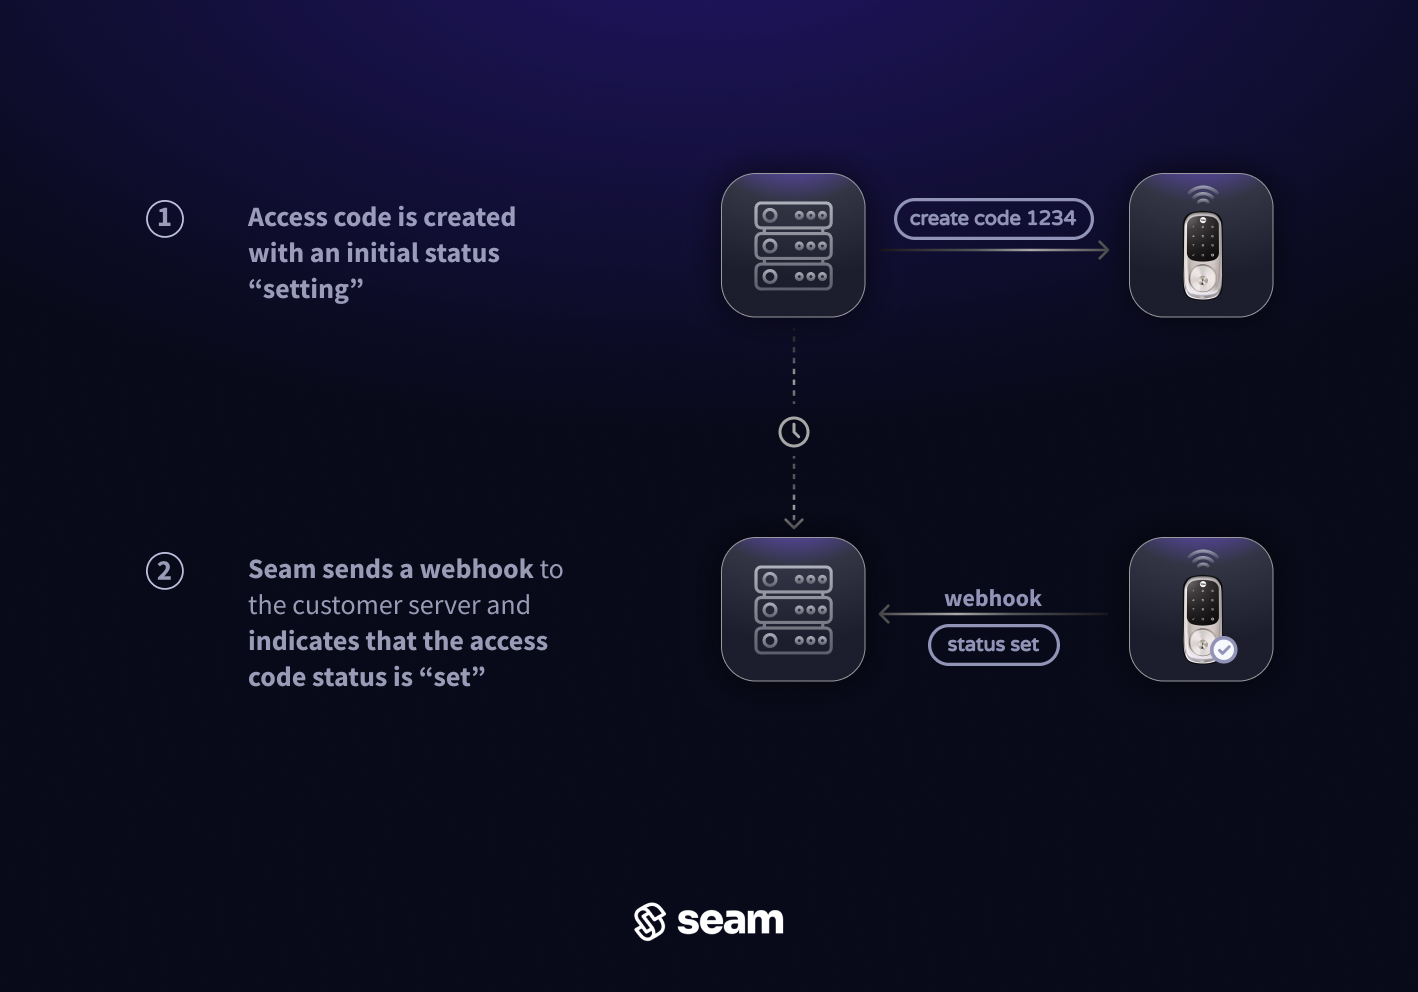 1
Access code is created
with an initial status
“setting”
create code 1234
2
Seam sends a webhook to
the customer server and
indicates that the access
code status is “set”
webhook
status set
seam